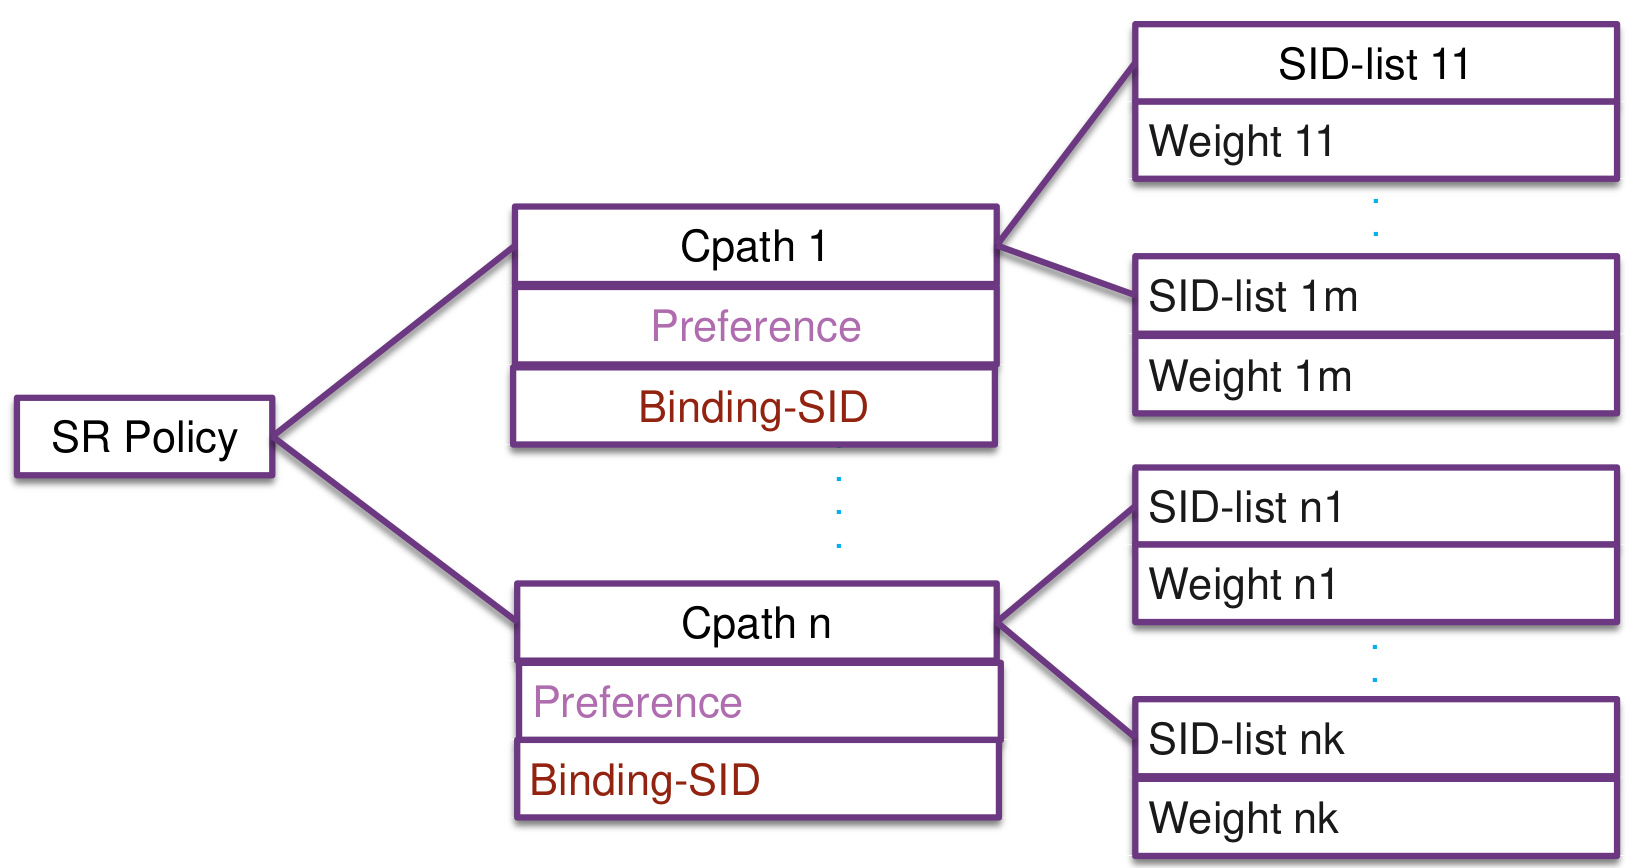 SR Policy
Cpath 1
Preference
Binding-SID
Cpath n
Preference
Binding-SID
SID-list 11
Weight 11
SID-list 1m
Weight 1m
SID-list n1
Weight n1
SID-list nk
Weight nk